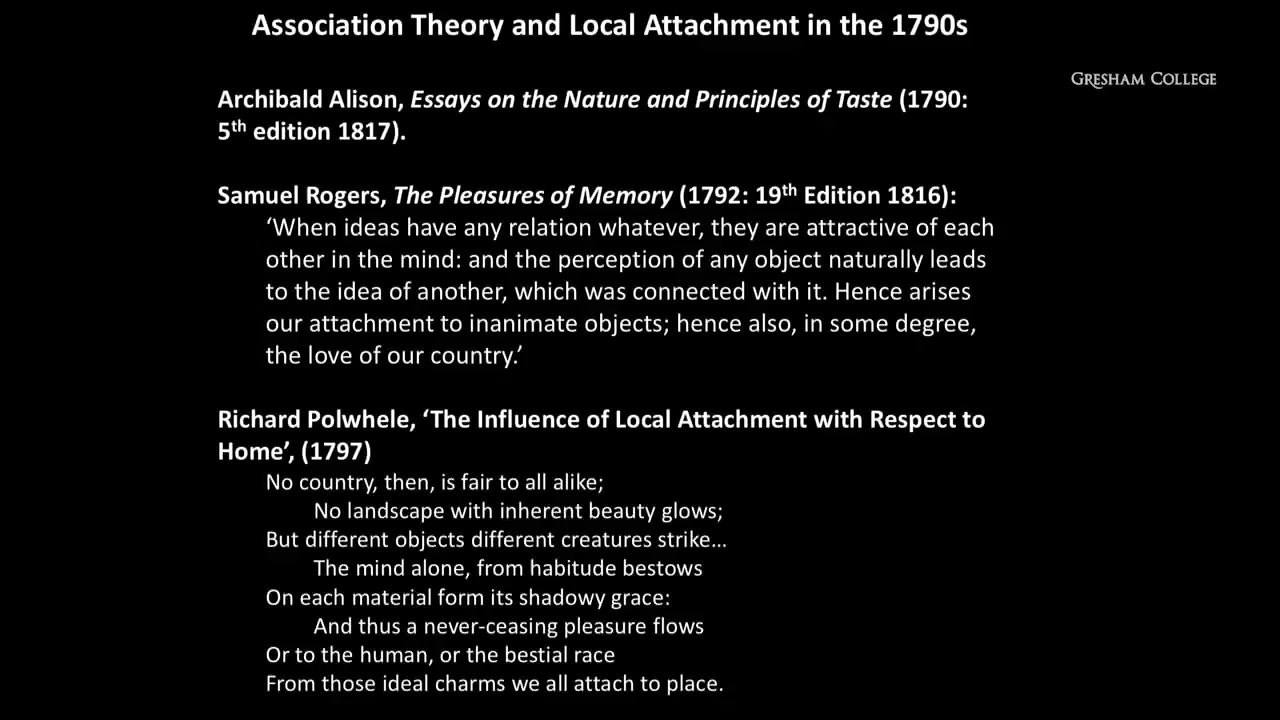 Association Theory and Local Attachment in the 1790s
GRESHAM COLLEGE
Archibald Alison, Essays on the Nature and Principles of Taste (1790:
5th edition 1817).
Samuel Rogers, The Pleasures of Memory (1792: 19th Edition 1816):
‘When ideas have any relation whatever, they are attractive of each
other in the mind: and the perception of any object naturally leads
to the idea of another, which was connected with it. Hence arises
our attachment to inanimate objects; hence also, in some degree,
the love of our country.’
Richard Polwhele, ‘The Influence of Local Attachment with Respect to
Home’, (1797)
No country, then, is fair to all alike;
No landscape with inherent beauty glows;
But different objects different creatures strike…
The mind alone, from habitude bestows
On each material form its shadowy grace:
And thus a never-ceasing pleasure flows
Or to the human, or the bestial race
From those ideal charms we all attach to place.